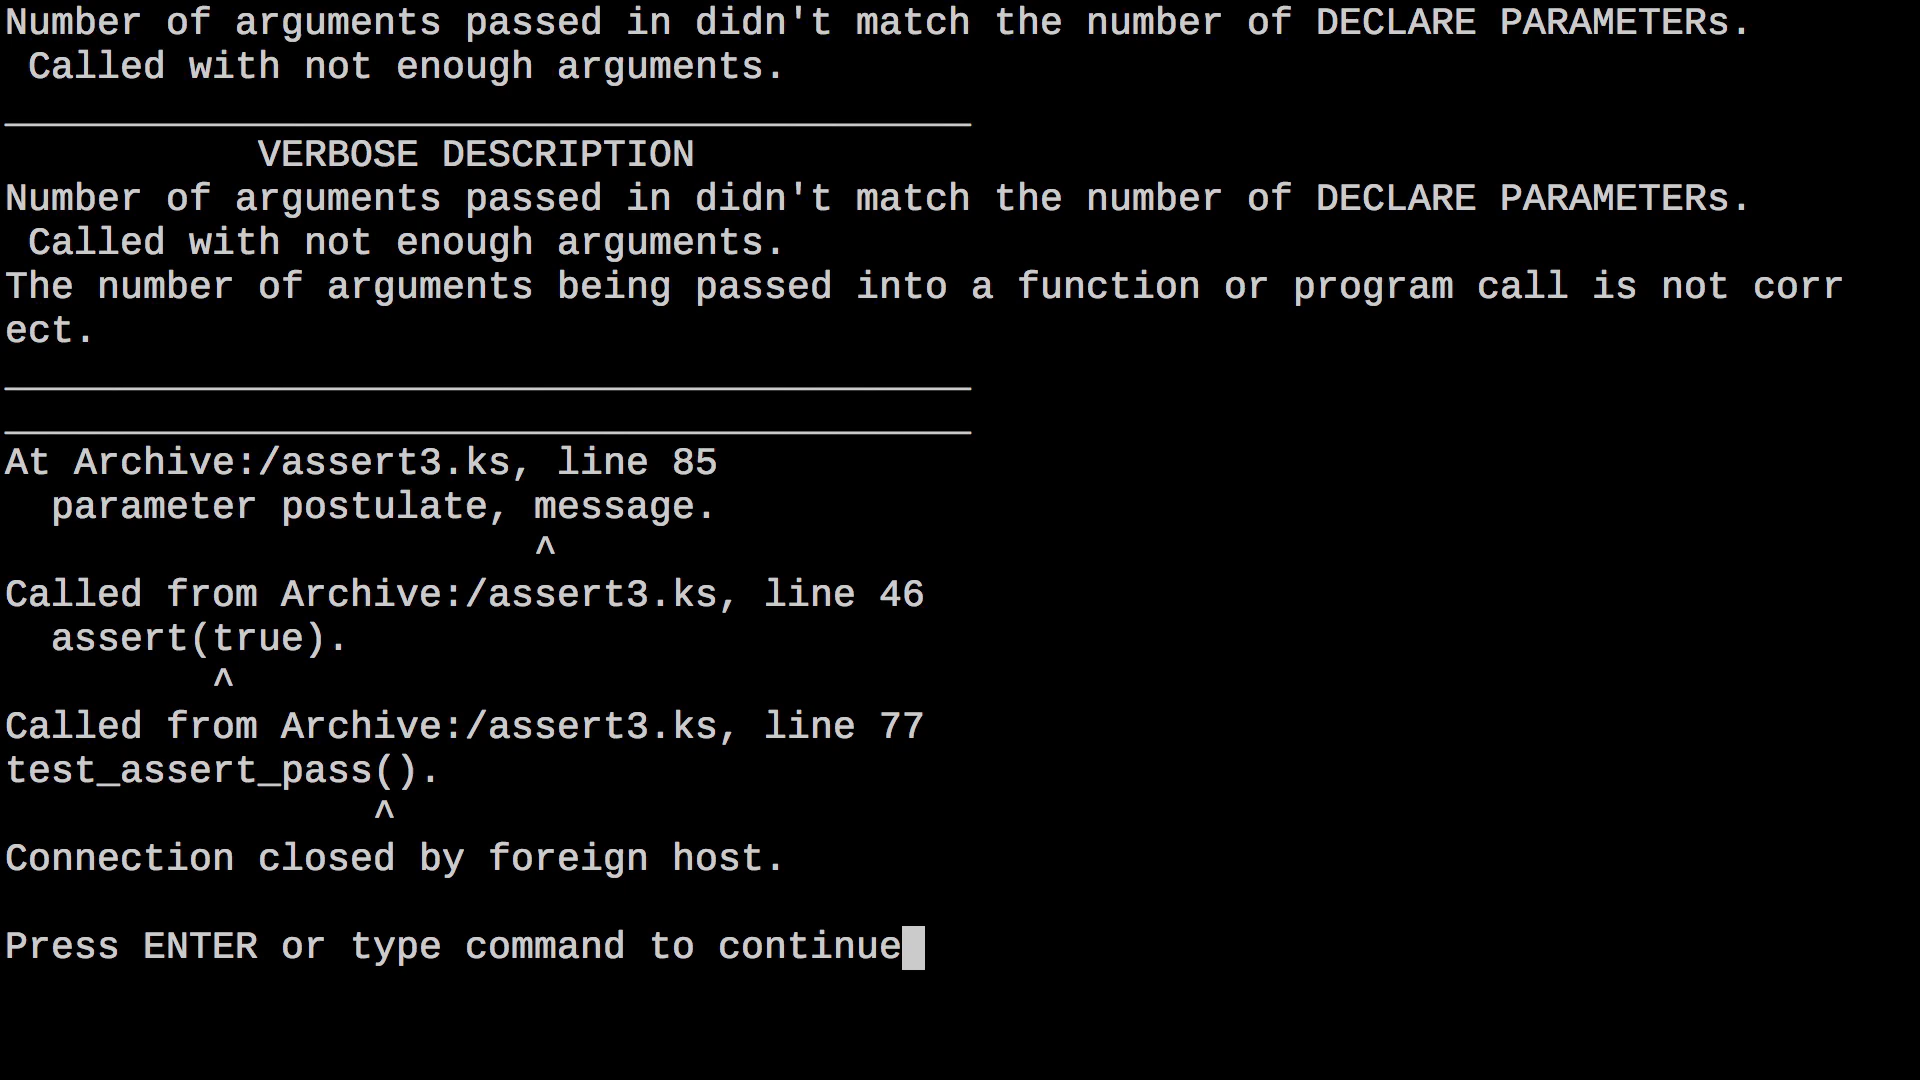 Number of arguments passed in didn't match the number of DECLARE PARAMETERs.
 Called with not enough arguments.
__________________________________________
           VERBOSE DESCRIPTION
Number of arguments passed in didn't match the number of DECLARE PARAMETERs.
 Called with not enough arguments.
The number of arguments being passed into a function or program call is not corr
ect.
__________________________________________
__________________________________________
At Archive:/assert3.ks, line 85
  parameter postulate, message.
                       ^
Called from Archive:/assert3.ks, line 46
  assert(true).
         ^
Called from Archive:/assert3.ks, line 77
test_assert_pass().
                ^
Connection closed by foreign host.

Press ENTER or type command to continue